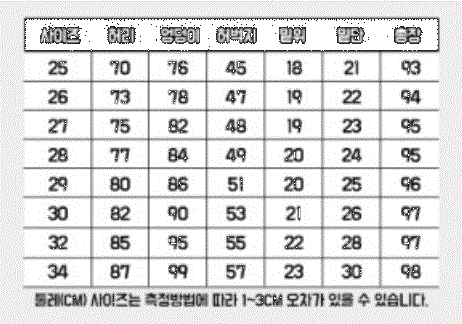 사이즈 허리 엉덩이 허벅지 밑위 밑단 총장
25 70 76 45 18 21 93
26 73 78 47 19 22 94
27 75 82 48 19 23 95
28 77 84 49 20 24 95
29 80 86 51 20 25 96
30 82 90 53 21 26 97
32 85 95 55 22 28 97
34 87 99 57 23 30 98
둘레(CM) 사이즈는 측정방법에 따라 1~3CM 오차가 있을 수 있습니다.